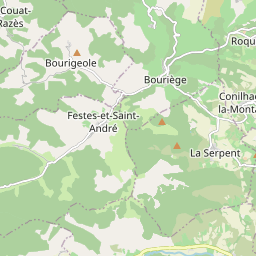 Couat-
Razès
Roqu
Bourigeole
Bouriège
Conilhac
la-Monta
Festes-et-Saint-
André
La Serpent